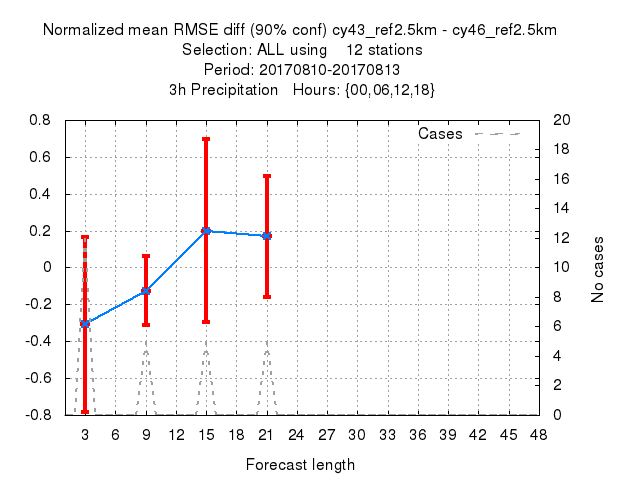 Normalized mean RMSE diff (90% conf) cy43_ref2.5km - cy46_ref2.5km
Selection: ALL using 12 stations
Period: 20170810-20170813
3h Precipitation Hours: {00,06,12,18}
Cases
0.8
0.6
0.4
0.2
0
-0.2
-0.4
-0.6
-0.8
20
18
16
14
12
10
8
6
4
2
0
No cases
3 6 9 12 15 18 21 24 27 30 33 36 39 42 45 48
Forecast length